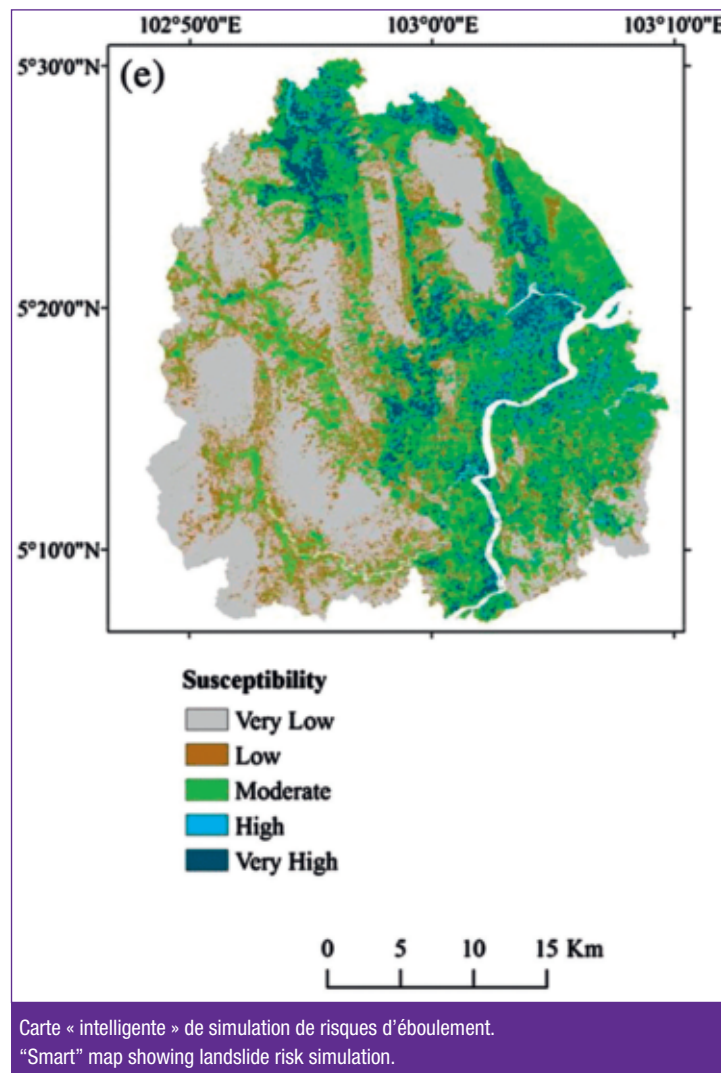 102°50'0"E 103°0'0"E 103°10'0"E
5°30'0"N
(e)
5°20'0"N
5°10'0"N
Susceptibility
Very Low
Low
Moderate
High
Very High
0 5 10 15 Km
Carte « intelligente » de simulation de risques d'éboulement.
“Smart” map showing landslide risk simulation.